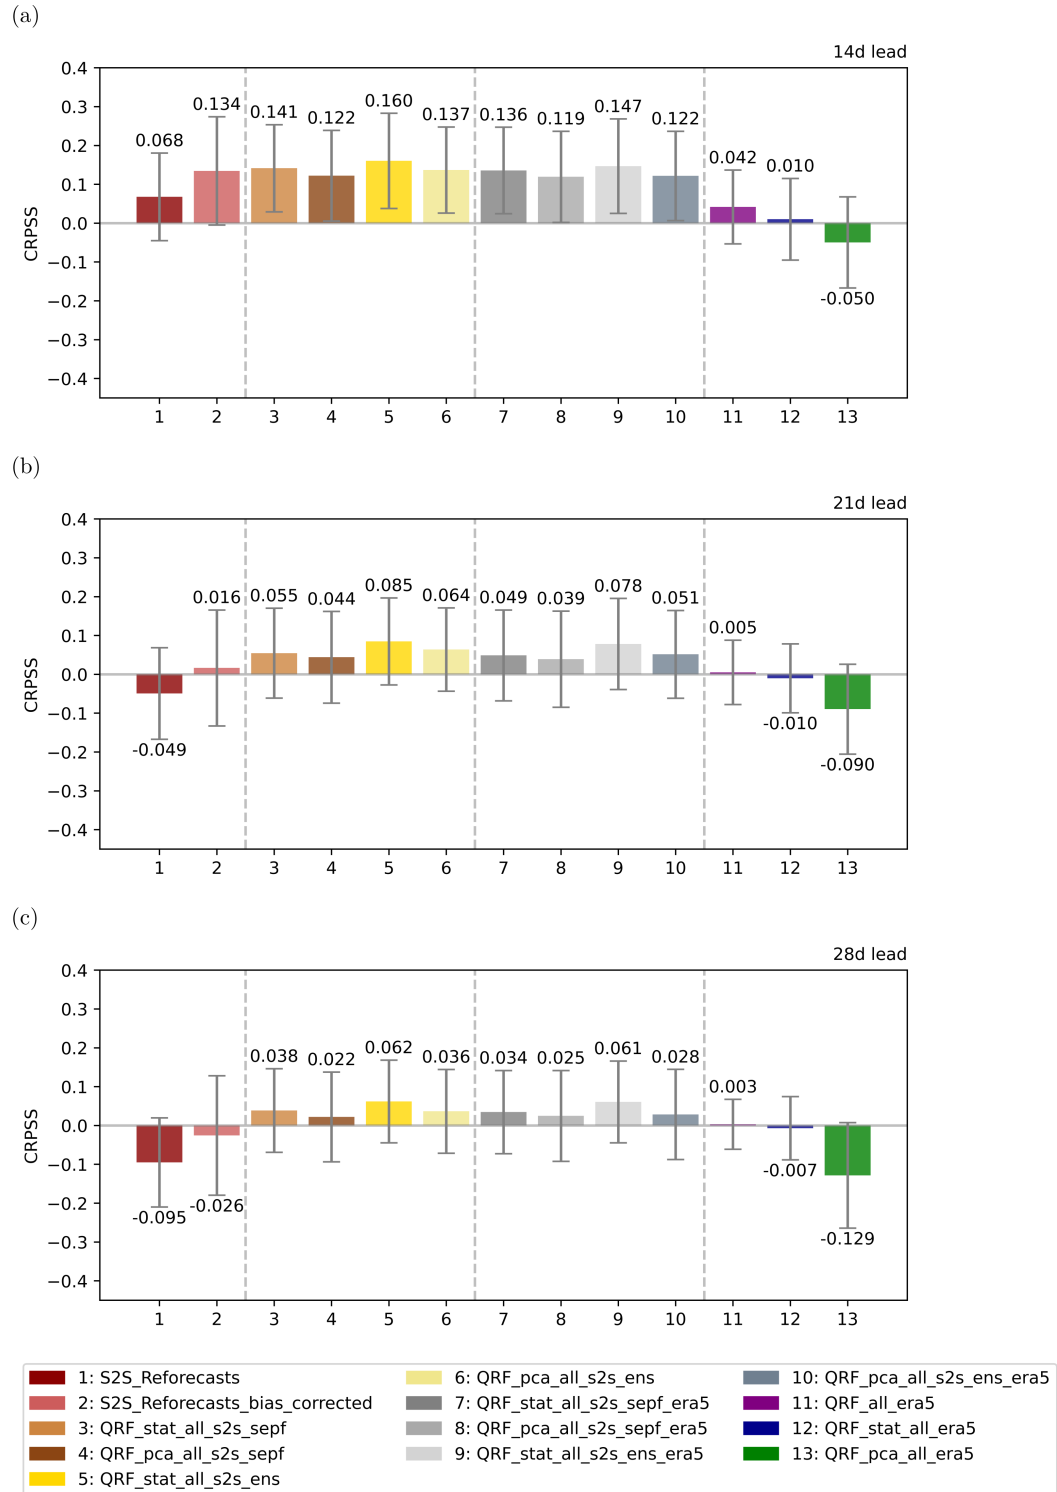 (a)
14d lead
0.4
0.3
0.2
0.1
0.0
−0.1
−0.2
−0.3
−0.4
CRPSS
0.068
0.134
0.141
0.122
0.160
0.137
0.136
0.119
0.147
0.122
0.042
0.010
-0.050
1 2 3 4 5 6 7 8 9 10 11 12 13
(b)
21d lead
0.4
0.3
0.2
0.1
0.0
−0.1
−0.2
−0.3
−0.4
CRPSS
-0.049
0.016
0.055
0.044
0.085
0.064
0.049
0.039
0.078
0.051
0.005
-0.010
-0.090
1 2 3 4 5 6 7 8 9 10 11 12 13
(c)
28d lead
0.4
0.3
0.2
0.1
0.0
−0.1
−0.2
−0.3
−0.4
CRPSS
-0.095
-0.026
0.038
0.022
0.062
0.036
0.034
0.025
0.061
0.028
0.003
-0.007
-0.129
1 2 3 4 5 6 7 8 9 10 11 12 13
1: S2S_Reforecasts
2: S2S_Reforecasts_bias_corrected
3: QRF_stat_all_s2s_sepf
4: QRF_pca_all_s2s_sepf
5: QRF_stat_all_s2s_ens
6: QRF_pca_all_s2s_ens
7: QRF_stat_all_s2s_sepf_era5
8: QRF_pca_all_s2s_sepf_era5
9: QRF_stat_all_s2s_ens_era5
10: QRF_pca_all_s2s_ens_era5
11: QRF_all_era5
12: QRF_stat_all_era5
13: QRF_pca_all_era5